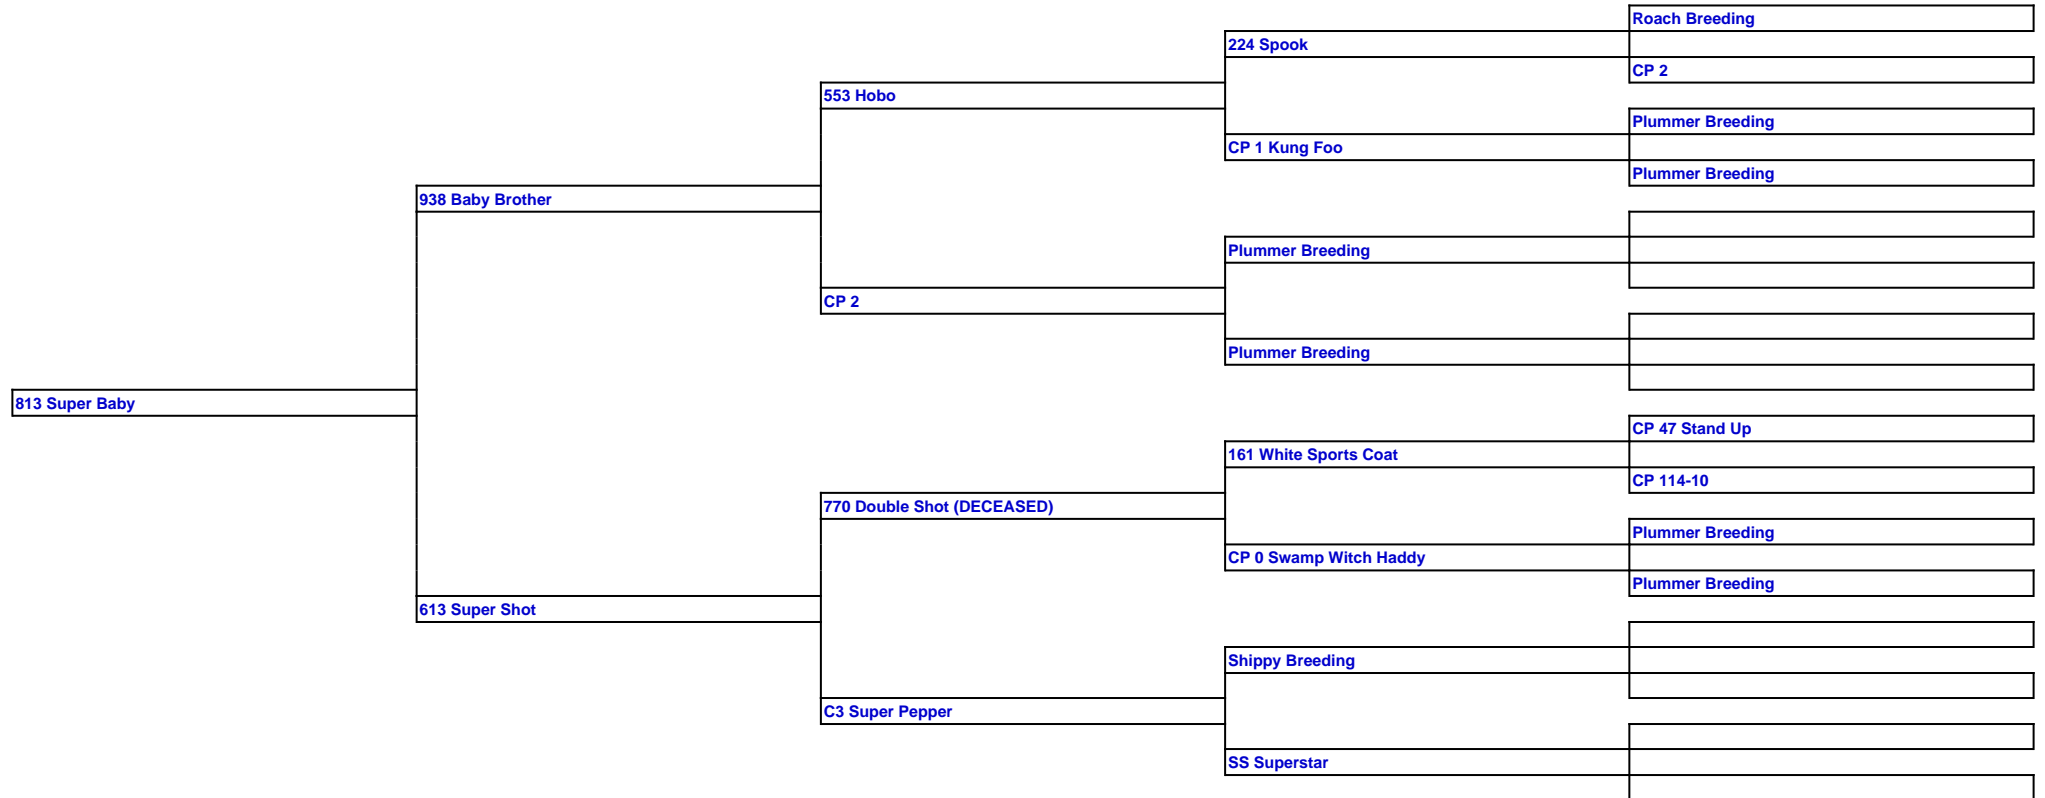 Roach Breeding
224 Spook
CP 2
553 Hobo
Plummer Breeding
CP 1 Kung Foo
Plummer Breeding
938 Baby Brother
Plummer Breeding
CP 2
Plummer Breeding
813 Super Baby
CP 47 Stand Up
161 White Sports Coat
CP 114-10
770 Double Shot (DECEASED)
Plummer Breeding
CP 0 Swamp Witch Haddy
Plummer Breeding
613 Super Shot
Shippy Breeding
C3 Super Pepper
SS Superstar